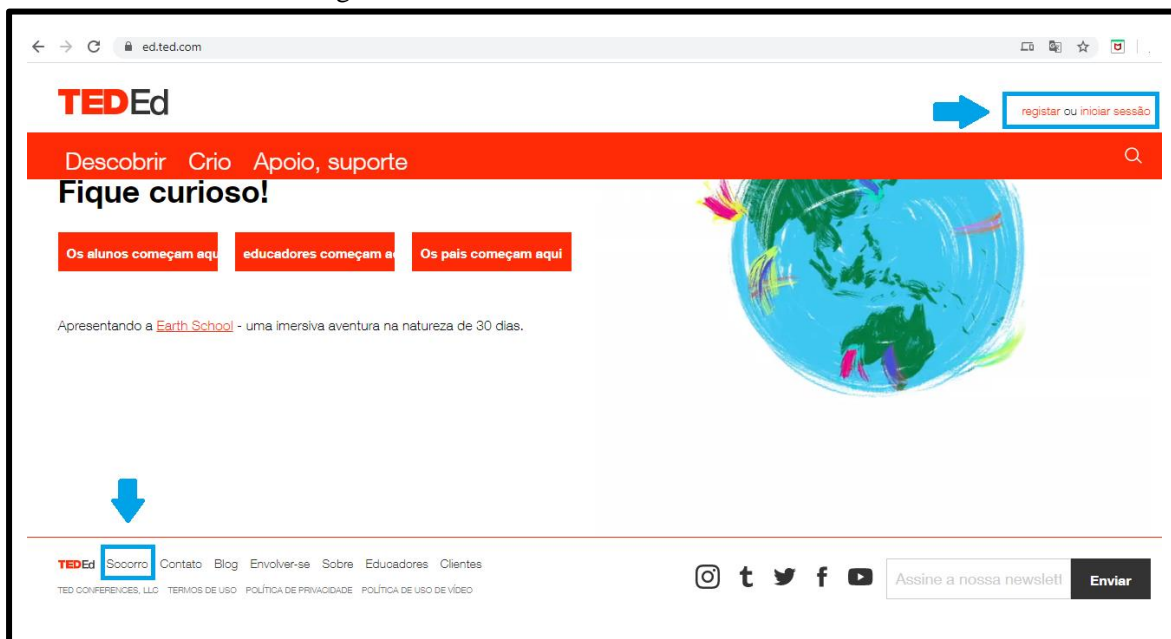 ed.ted.com
TEDEd
registar ou iniciar sessão
Descobrir Crio Apoio, suporte
Fique curioso!
Os alunos começam aqu
educadores começam a
Os pais começam aqui
Apresentando a Earth School - uma imersiva aventura na natureza de 30 dias.
TEDEd Socorro Contato Blog Envolver-se Sobre Educadores Clientes
TED CONFERENCES, LLC TERMOS DE USO POLÍTICA DE PRIVACIDADE POLÍTICA DE USO DE VÍDEO
Assine a nossa newslett
Enviar